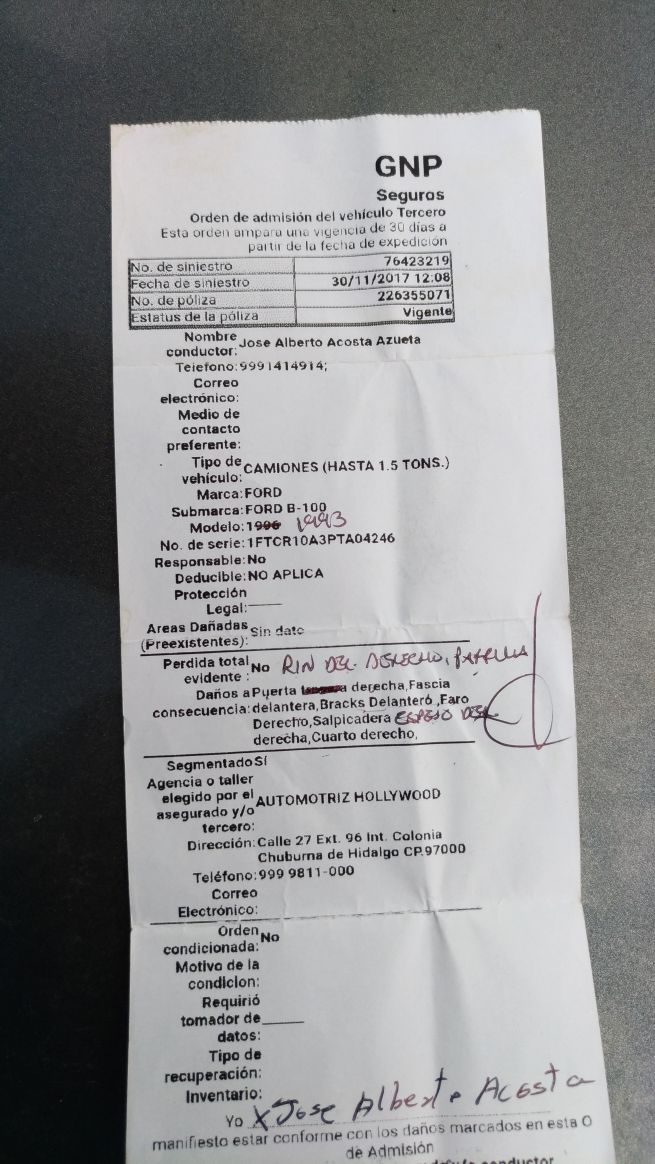 GNP
Seguros
Orden de admisión del vehículo Tercero
Esta orden ampara una vigencia de 30 días a
partir de la fecha de expedición
No. de siniestro 76423219
Fecha de siniestro 30/11/2017 12:08
No. de póliza 226355071
Estatus de la póliza Vigente
Nombre conductor: Jose Alberto Acosta Azueta
Telefono: 9991414914;
Correo
electrónico:
Medio de
contacto
preferente:
Tipo de vehículo: CAMIONES (HASTA 1.5 TONS.)
Marca: FORD
Submarca: FORD B-100
Modelo: 1996 1993
No. de serie: 1FTCR10A3PTA04246
Responsable: No
Deducible: NO APLICA
Protección
Legal:
Areas Dañadas (Preexistentes): Sin dato
Perdida total evidente: No RIN DEL. DERECHO, PARRILLA
Daños a consecuencia: Puerta derecha,Fascia
delantera,Bracks Delanteró ,Faro
Derecho,Salpicadera ESPEJO DEL
derecha,Cuarto derecho,
Segmentado Sí
Agencia o taller
elegido por el
asegurado y/o
tercero: AUTOMOTRIZ HOLLYWOOD
Dirección: Calle 27 Ext. 96 Int. Colonia
Chuburna de Hidalgo CP.97000
Teléfono: 999 9811-000
Correo
Electrónico:
Orden
condicionada: No
Motivo de la
condicion:
Requirió
tomador de
datos:
Tipo de
recuperación:
Inventario:
Yo X Jose Alberto Acosta
manifiesto estar conforme con los daños marcados en esta O
de Admisión
conductor